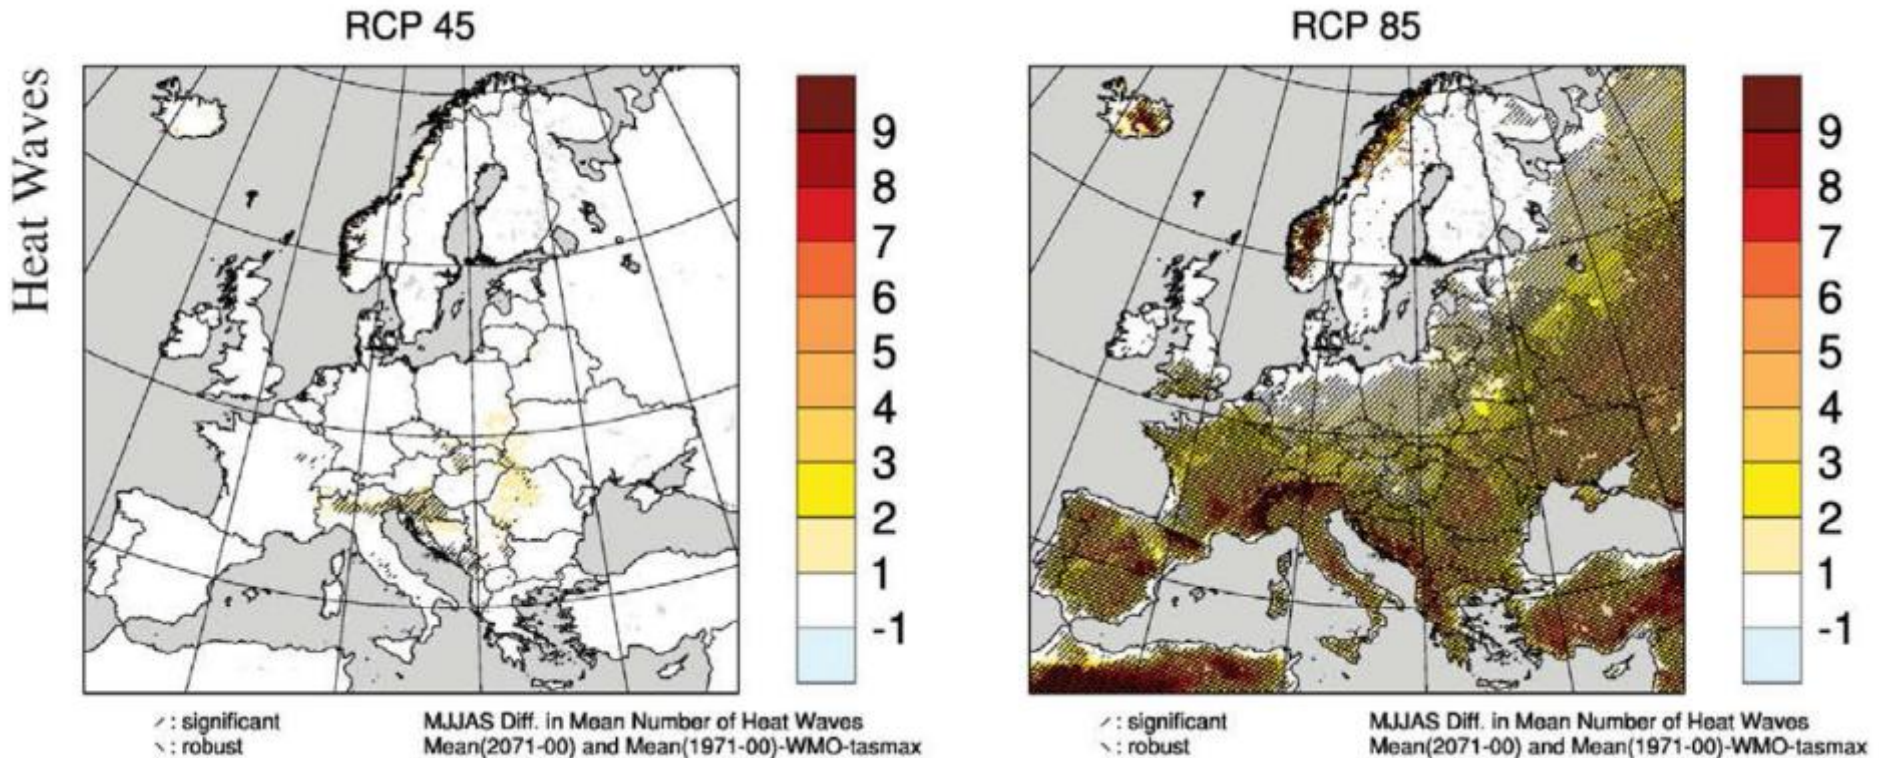 RCP 45
RCP 85
Heat Waves
9
8
7
6
5
4
3
2
1
-1
9
8
7
6
5
4
3
2
1
-1
⸝ : significant
⸜ : robust
MJJAS Diff. in Mean Number of Heat Waves
Mean(2071-00) and Mean(1971-00)-WMO-tasmax
⸝ : significant
⸜ : robust
MJJAS Diff. in Mean Number of Heat Waves
Mean(2071-00) and Mean(1971-00)-WMO-tasmax